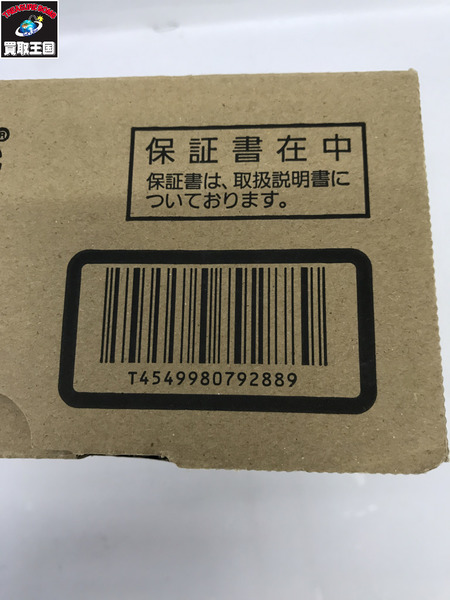 買取王国
®
保証書在中
保証書は、取扱説明書に
ついております。
T4549980792889